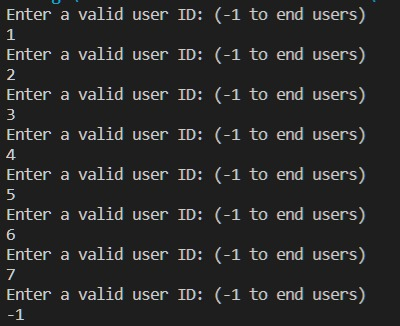 Enter a valid user ID: (-1 to end users)
1
Enter a valid user ID: (-1 to end users)
2
Enter a valid user ID: (-1 to end users)
3
Enter a valid user ID: (-1 to end users)
4
Enter a valid user ID: (-1 to end users)
5
Enter a valid user ID: (-1 to end users)
6
Enter a valid user ID: (-1 to end users)
7
Enter a valid user ID: (-1 to end users)
-1